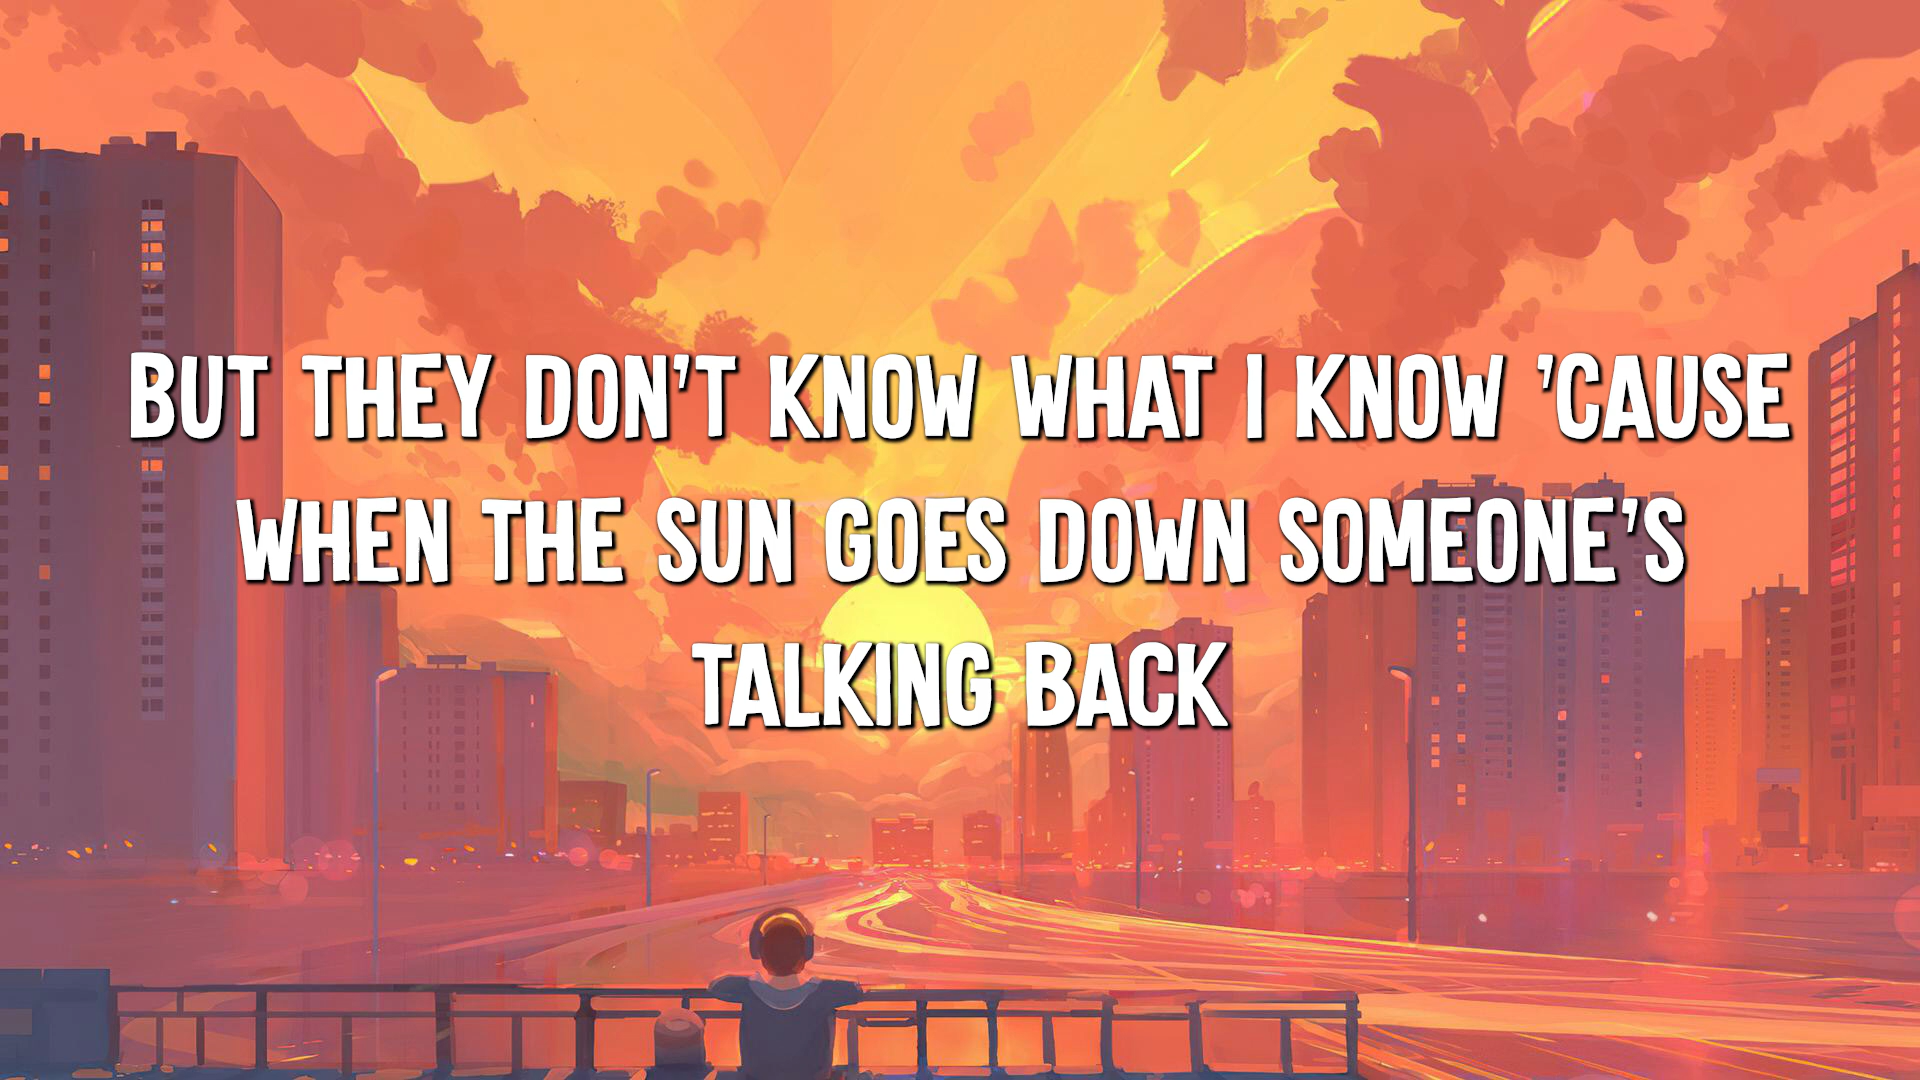 BUT THEY DON'T KNOW WHAT I KNOW 'CAUSE
WHEN THE SUN GOES DOWN SOMEONE'S
TALKING BACK